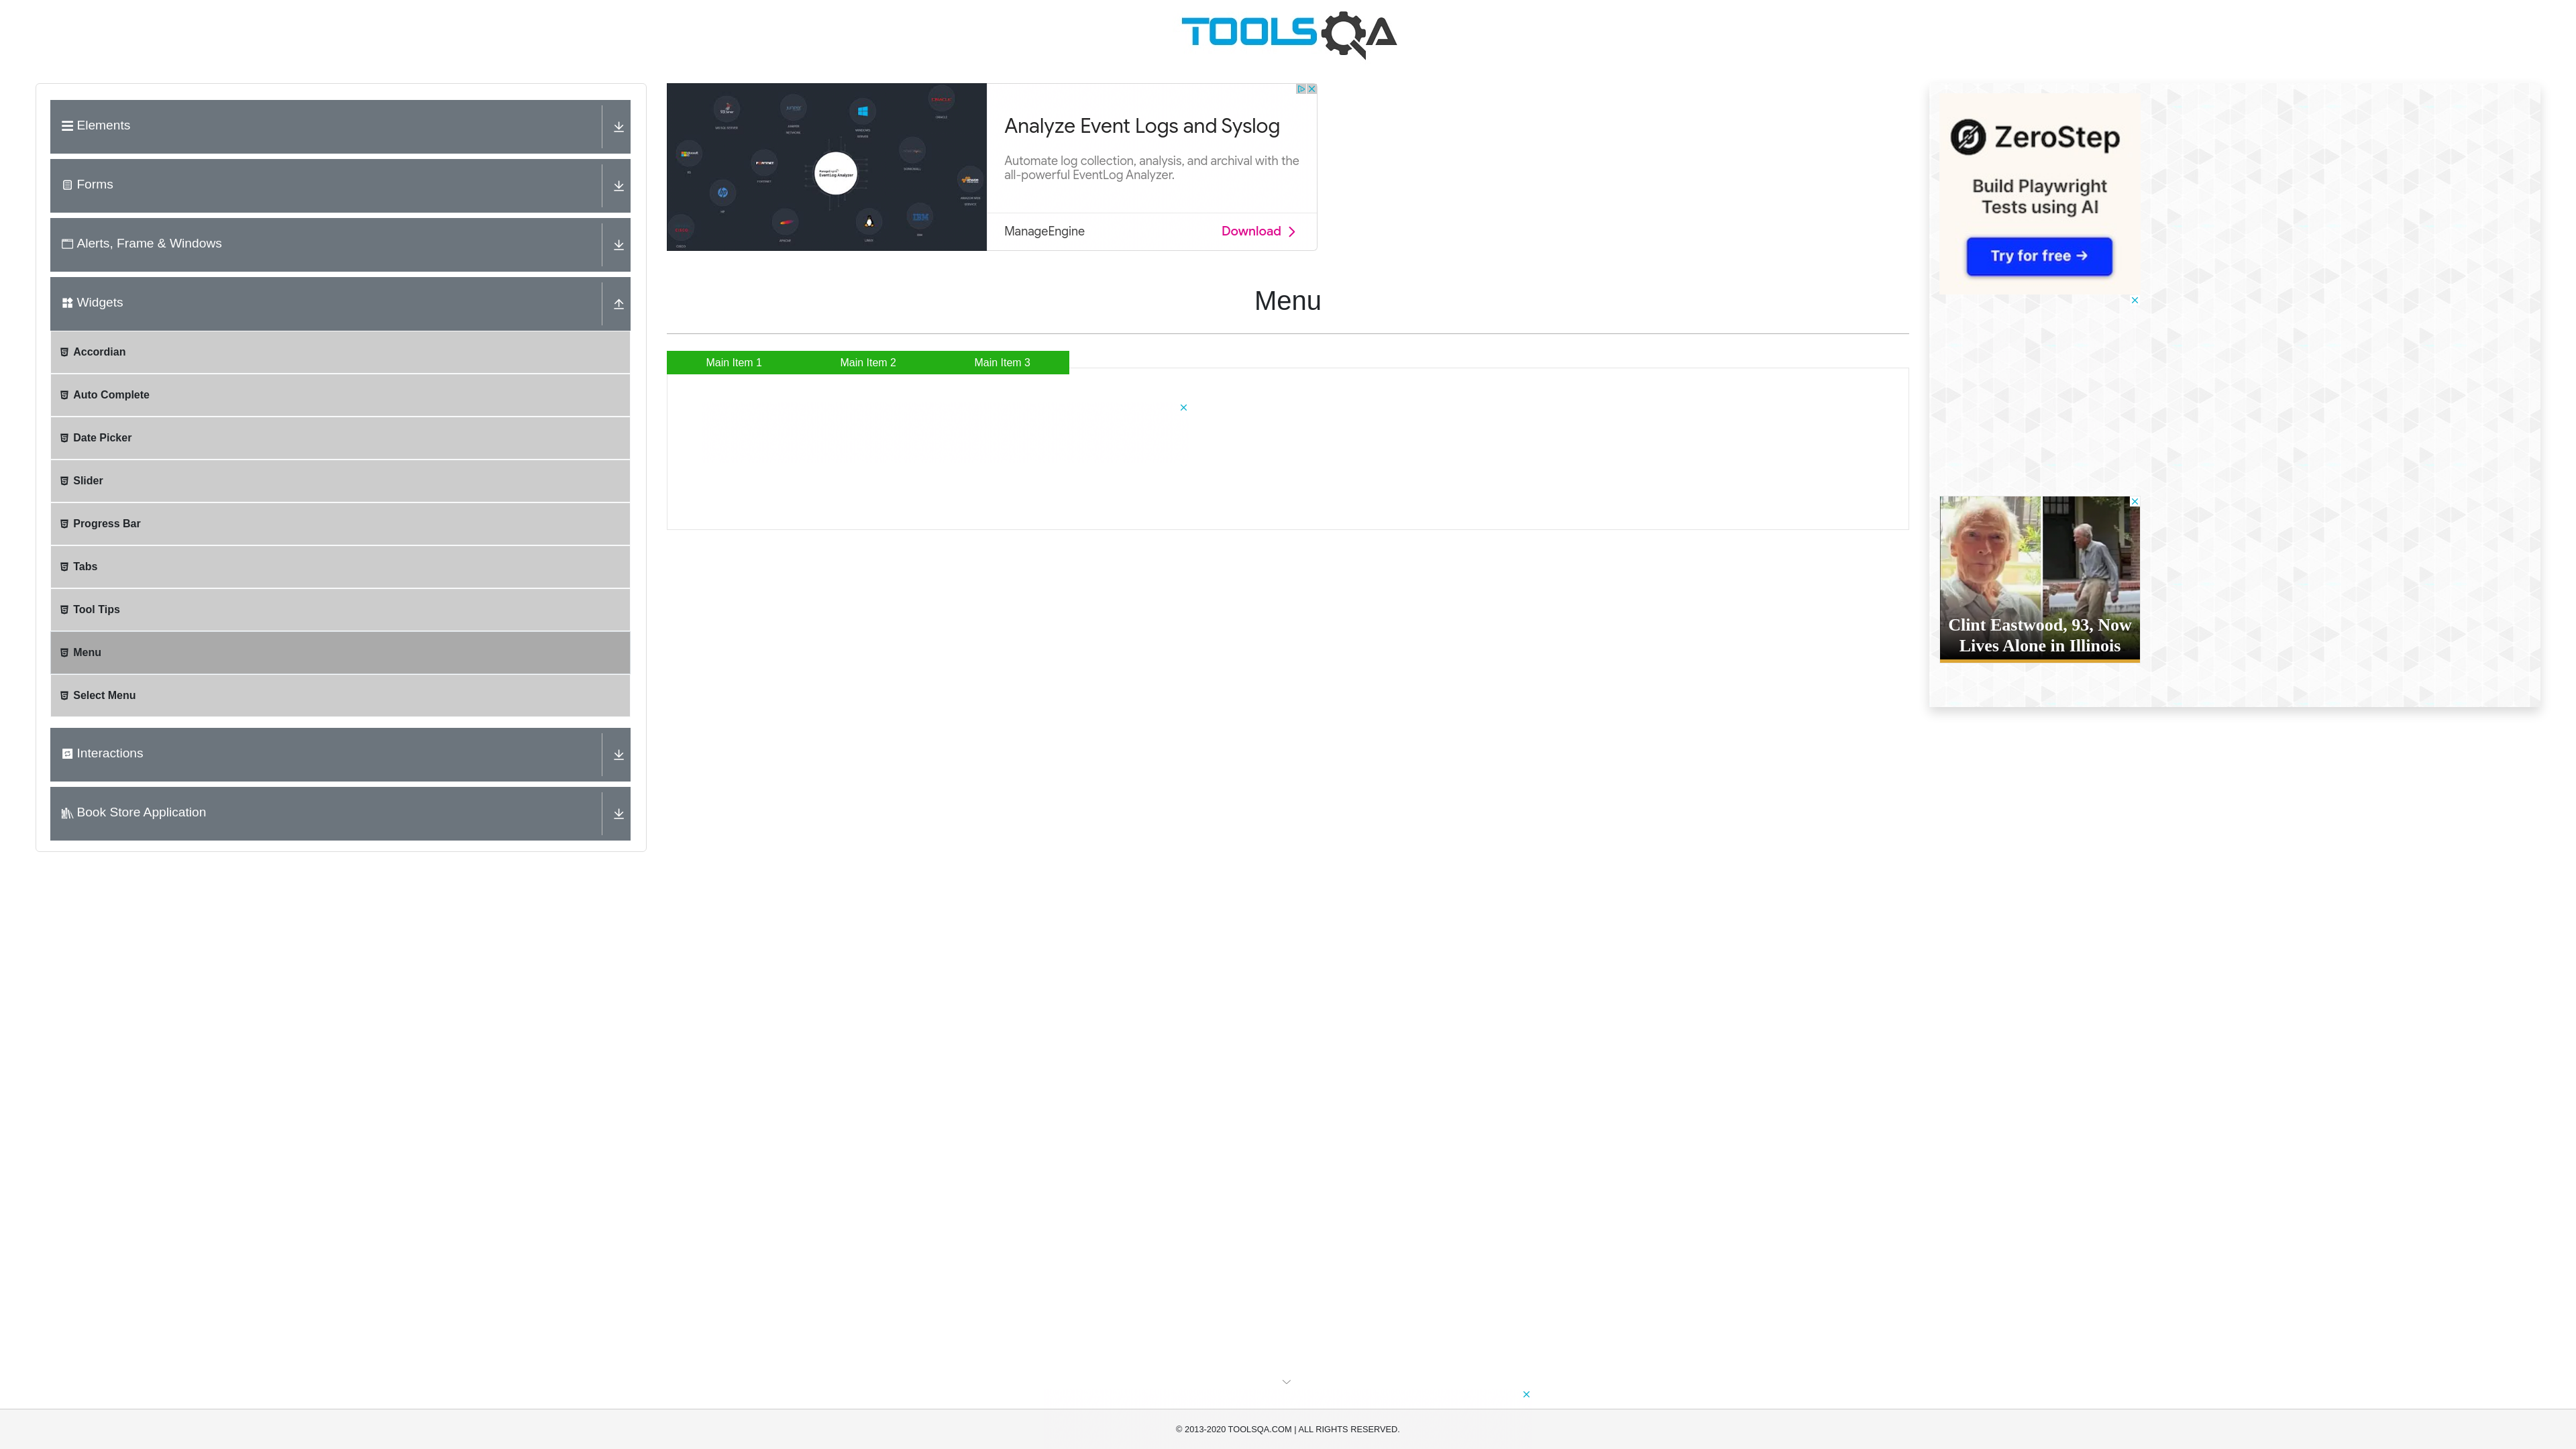 TOOLSQA
Elements
Forms
Alerts, Frame & Windows
Widgets
Accordian
Auto Complete
Date Picker
Slider
Progress Bar
Tabs
Tool Tips
Menu
Select Menu
Interactions
Book Store Application
EventLog Analyzer
IBM
Analyze Event Logs and Syslog
Automate log collection, analysis, and archival with the
all-powerful EventLog Analyzer.
ManageEngine
Download
Menu
Main Item 1
Main Item 2
Main Item 3
ZeroStep
Build Playwright
Tests using AI
Try for free →
Clint Eastwood, 93, Now
Lives Alone in Illinois
© 2013-2020 TOOLSQA.COM | ALL RIGHTS RESERVED.